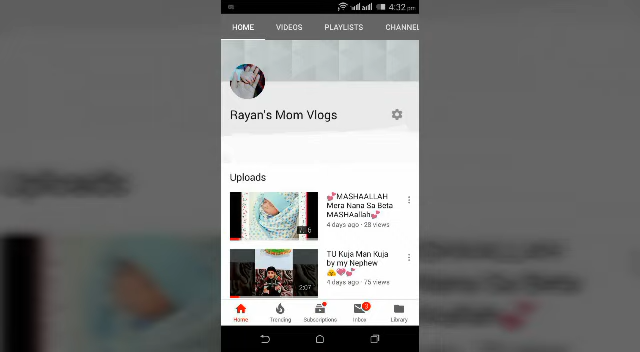 4:32 pm
HOME VIDEOS PLAYLISTS CHANNEL
Rayan's Mom Vlogs
Uploads
💕MASHAALLAH
Mera Nana Sa Beta
MASHAallah💕
4 days ago · 28 views
TU Kuja Man Kuja
by my Nephew
4 days ago · 75 views
2:07
Home Trending Subscriptions Inbox Library